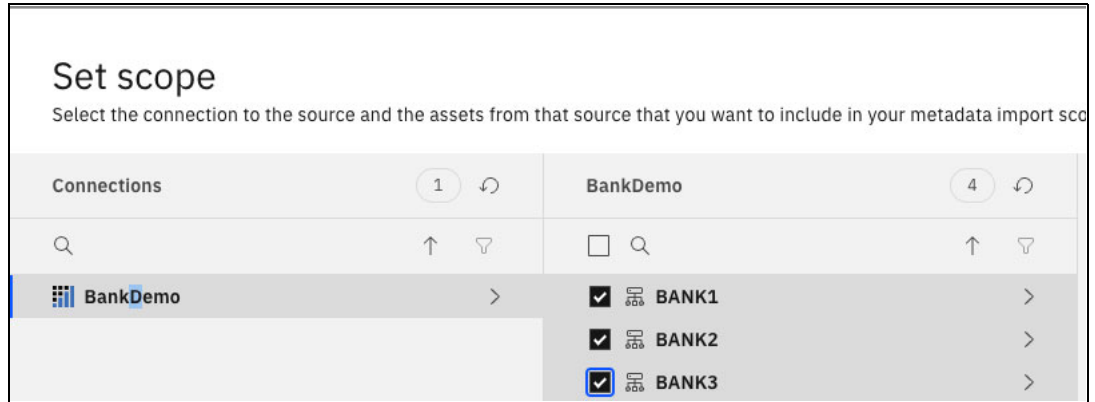 Set scope
Select the connection to the source and the assets from that source that you want to include in your metadata import
Connections 1 BankDemo 4
BankDemo BANK1
BANK2
BANK3